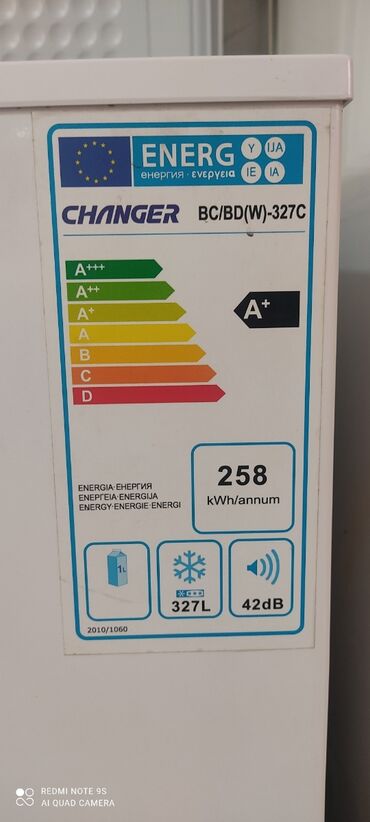 ENERG Y IJA
енергия · ενεργεια IE IA
CHANGER BC/BD(W)-327C
A+++
A++
A+
A
B
C
D
A+
ENERGIA·ЕНЕРГИЯ
ΕΝΕΡΓΕΙΑ·ENERGIJA
ENERGY·ENERGIE·ENERGI
258
kWh/annum
1L
327L
42dB
2010/1060
REDMI NOTE 9S
AI QUAD CAMERA